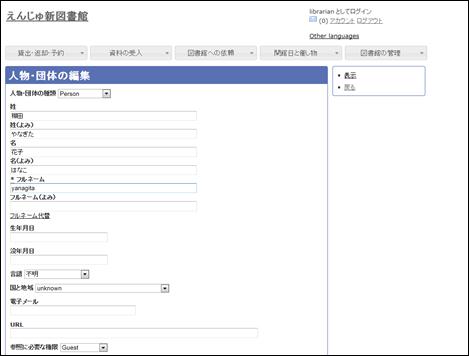 えんじゅ新図書館
librarian としてログイン
(0) アカウント ログアウト
Other languages
貸出・返却・予約
資料の受入
図書館への依頼
開館日と催し物
図書館の管理
人物・団体の編集
人物・団体の種類 Person
姓
柳田
姓(よみ)
やなぎた
名
花子
名(よみ)
はなこ
* フルネーム
yanagita
フルネーム(よみ)
フルネーム代替
生年月日
没年月日
言語 不明
国と地域 unknown
電子メール
URL
参照に必要な権限 Guest
表示
戻る